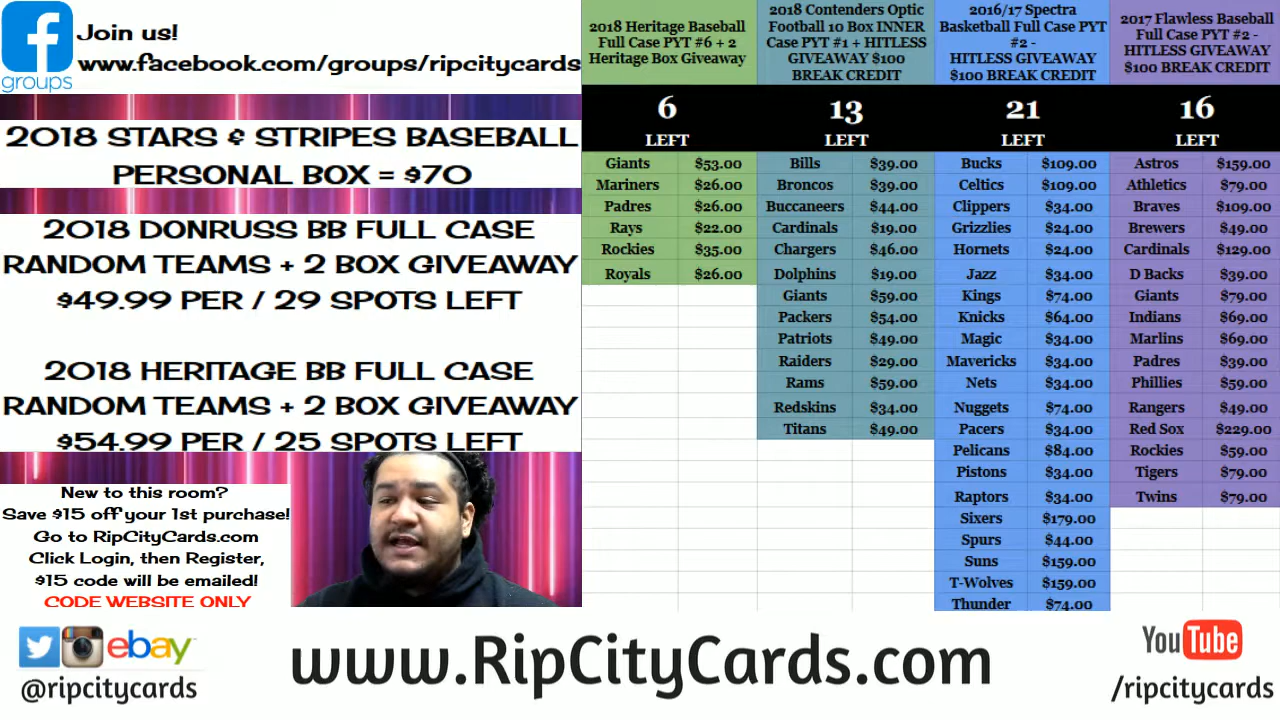 groups
Join us!
www.facebook.com/groups/ripcitycards
2018 STARS & STRIPES BASEBALL
PERSONAL BOX = $70
2018 DONRUSS BB FULL CASE
RANDOM TEAMS + 2 BOX GIVEAWAY
$49.99 PER / 29 SPOTS LEFT
2018 HERITAGE BB FULL CASE
RANDOM TEAMS + 2 BOX GIVEAWAY
$54.99 PER / 25 SPOTS LEFT
New to this room?
Save $15 off your 1st purchase!
Go to RipCityCards.com
Click Login, then Register,
$15 code will be emailed!
CODE WEBSITE ONLY
2018 Heritage Baseball
Full Case PYT #6 + 2
Heritage Box Giveaway
6
LEFT
Giants $53.00
Mariners $26.00
Padres $26.00
Rays $22.00
Rockies $35.00
Royals $26.00
2018 Contenders Optic
Football 10 Box INNER
Case PYT #1 + HITLESS
GIVEAWAY $100
BREAK CREDIT
13
LEFT
Bills $39.00
Broncos $39.00
Buccaneers $44.00
Cardinals $19.00
Chargers $46.00
Dolphins $19.00
Giants $59.00
Packers $54.00
Patriots $49.00
Raiders $29.00
Rams $59.00
Redskins $34.00
Titans $49.00
2016/17 Spectra
Basketball Full Case PYT
#2 -
HITLESS GIVEAWAY
$100 BREAK CREDIT
21
LEFT
Bucks $109.00
Celtics $109.00
Clippers $34.00
Grizzlies $24.00
Hornets $24.00
Jazz $34.00
Kings $74.00
Knicks $64.00
Magic $34.00
Mavericks $34.00
Nets $34.00
Nuggets $74.00
Pacers $34.00
Pelicans $84.00
Pistons $34.00
Raptors $34.00
Sixers $179.00
Spurs $44.00
Suns $159.00
T-Wolves $159.00
Thunder $74.00
2017 Flawless Baseball
Full Case PYT #2 -
HITLESS GIVEAWAY
$100 BREAK CREDIT
16
LEFT
Astros $159.00
Athletics $79.00
Braves $109.00
Brewers $49.00
Cardinals $129.00
D Backs $39.00
Giants $79.00
Indians $69.00
Marlins $69.00
Padres $39.00
Phillies $59.00
Rangers $49.00
Red Sox $229.00
Rockies $59.00
Tigers $79.00
Twins $79.00
ebay
@ripcitycards
www.RipCityCards.com
YouTube
/ripcitycards